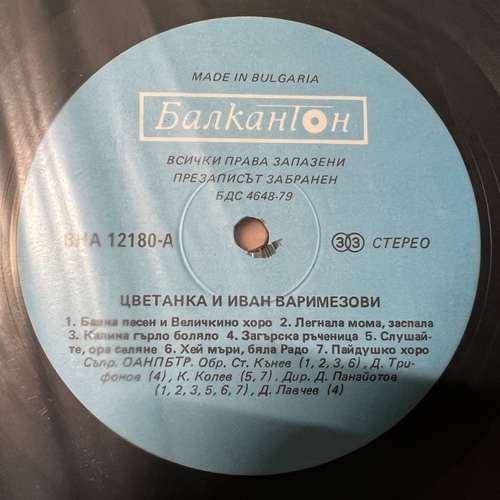 MADE IN BULGARIA
Балкантон
ВСИЧКИ ПРАВА ЗАПАЗЕНИ
ПРЕЗАПИСЪТ ЗАБРАНЕН
БДС 4648-79
ВНА 12180-А
33 СТЕРЕО
ЦВЕТАНКА И ИВАН ВАРИМЕЗОВИ
1. Бавна песен и Величкино хоро 2. Легнала мома, заспала
3. Калина гърло боляло 4. Загърска ръченица 5. Слушай-
те, ора селяне 6. Хей мъри, бяла Радо 7. Пайдушко хоро
Съпр. ОАНПБТР. Обр. Ст. Кънев (1, 2, 3, 6), Д. Три-
фонов (4), К. Колев (5, 7). Дир. Д. Панайотов
(1, 2, 3, 5, 6, 7), Д. Лавчев (4)